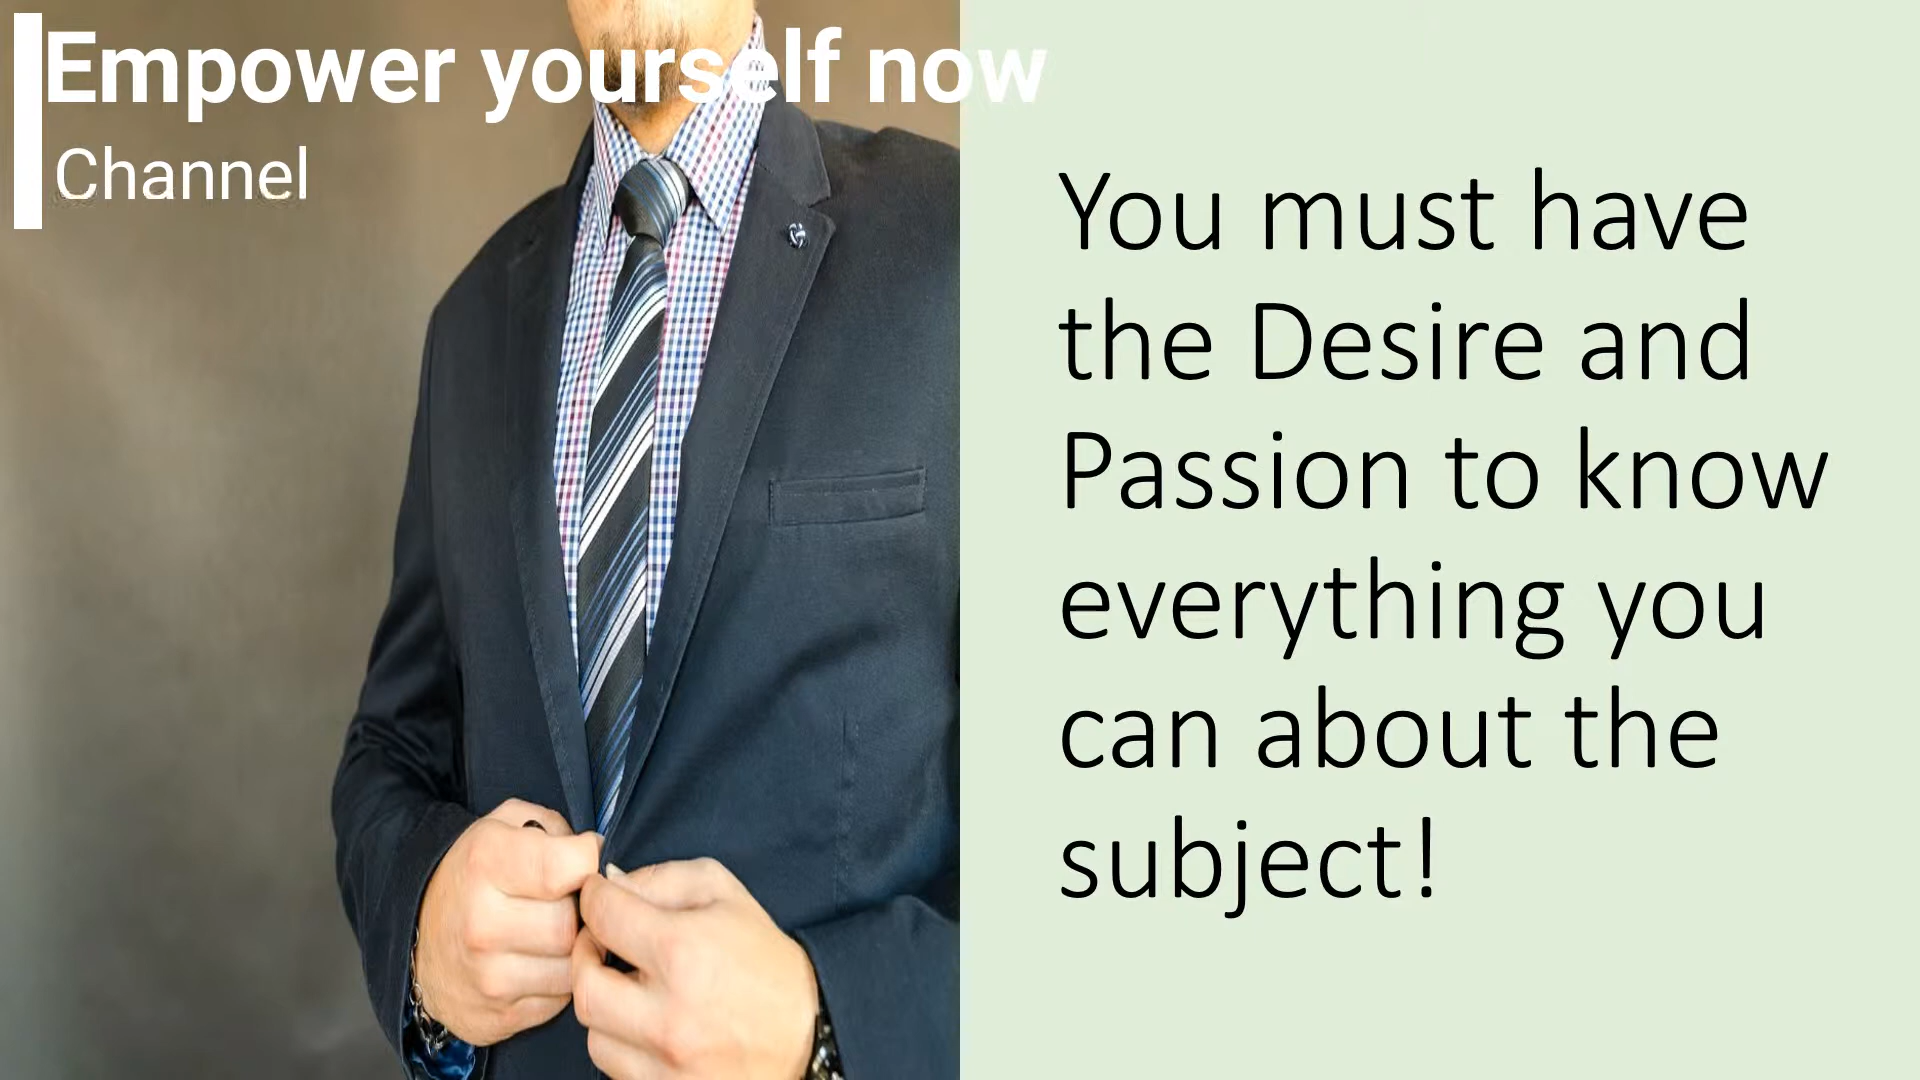 Empower yourself now
Channel
You must have
the Desire and
Passion to know
everything you
can about the
subject!